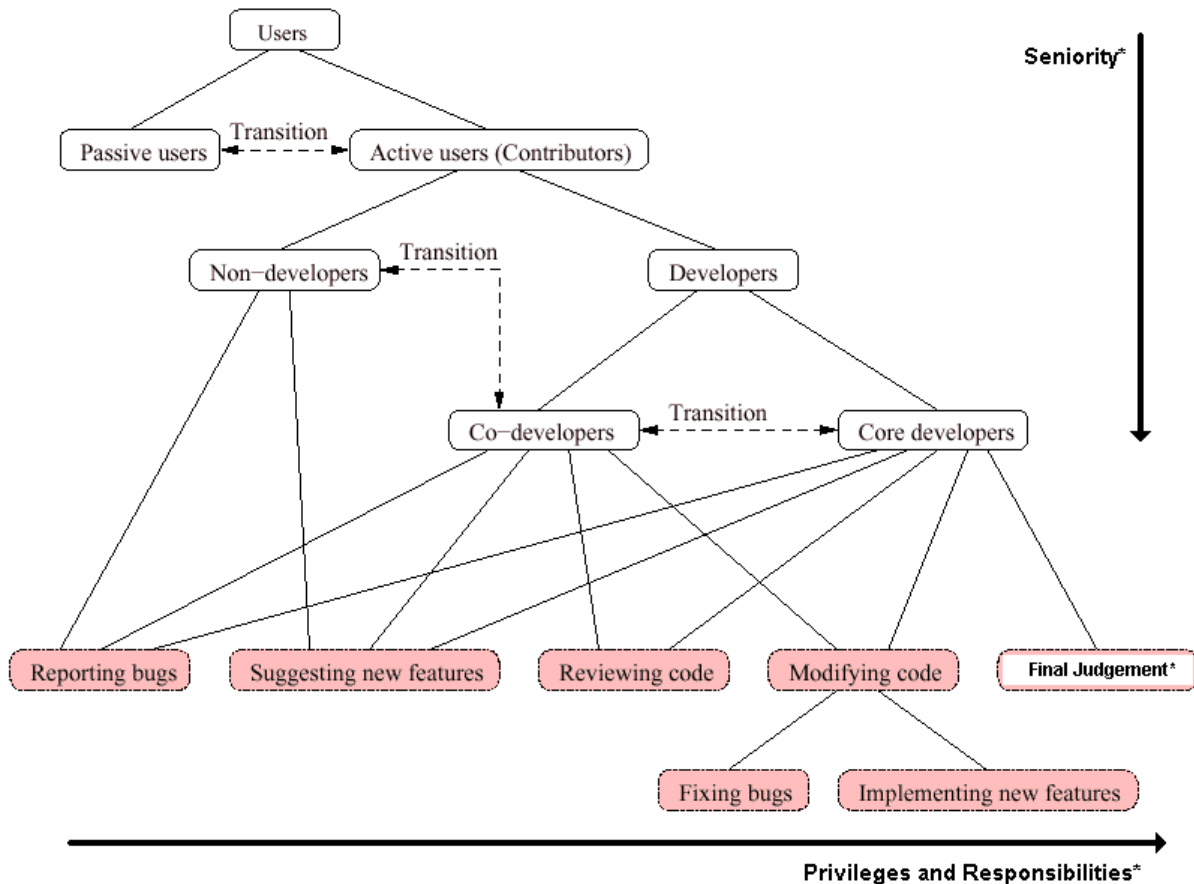 Users
Seniority*
Passive users
Transition
Active users (Contributors)
Non-developers
Transition
Developers
Co-developers
Transition
Core developers
Reporting bugs
Suggesting new features
Reviewing code
Modifying code
Final Judgement*
Fixing bugs
Implementing new features
Privileges and Responsibilities*